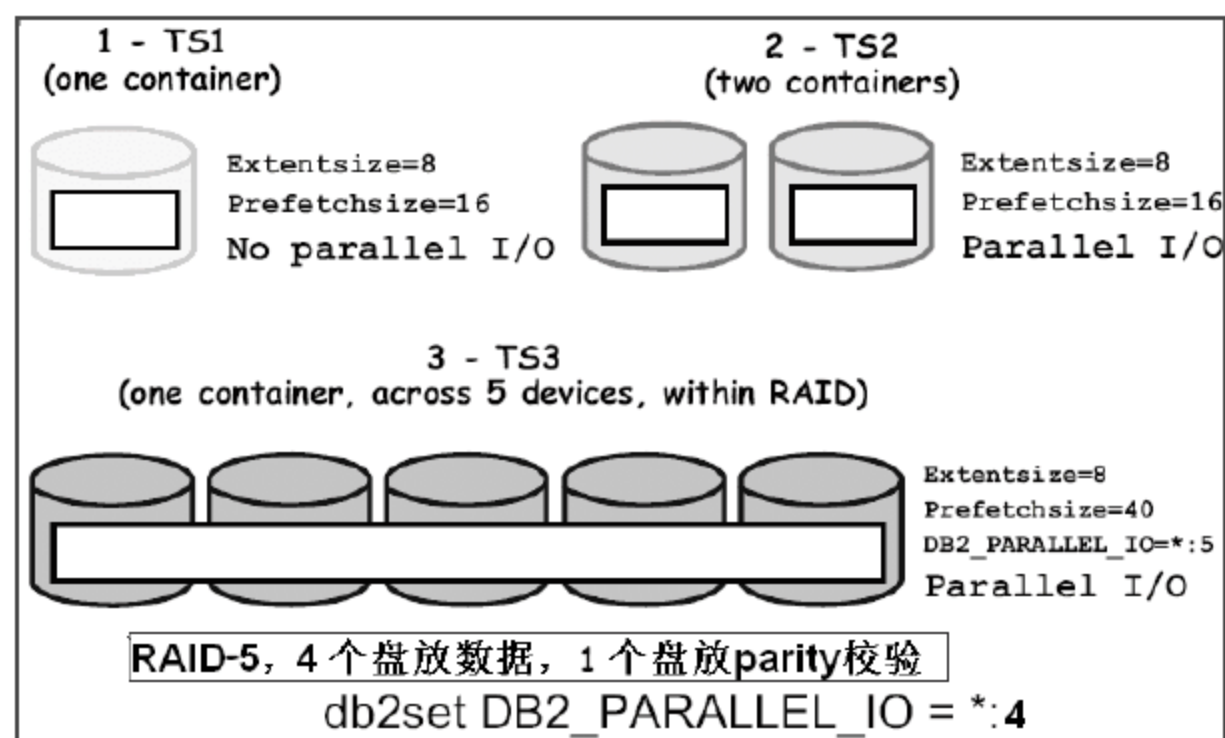 1 - TS1
(one container)
Extentsize=8
Prefetchsize=16
No parallel I/O
2 - TS2
(two containers)
Extentsize=8
Prefetchsize=16
Parallel I/O
3 - TS3
(one container, across 5 devices, within RAID)
Extentsize=8
Prefetchsize=40
DB2_PARALLEL_IO=*:5
Parallel I/O
RAID-5，4 个盘放数据，1 个盘放parity校验
db2set DB2_PARALLEL_IO = *:4